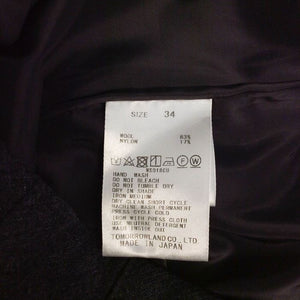 SIZE 34
WOOL 83%
NYLON 17%
HAND WASH
DO NOT BLEACH
DO NOT TUMBLE DRY
DRY IN SHADE
IRON MEDIUM
DRY CLEAN SHORT CYCLE
MACHINE WASH PERMANENT
PRESS CYCLE COLD
IRON WITH PRESS CLOTH
USE NEUTRAL DETERGENT
WASH INSIDE OUT
TOMORROWLAND CO., LTD.
MADE IN JAPAN